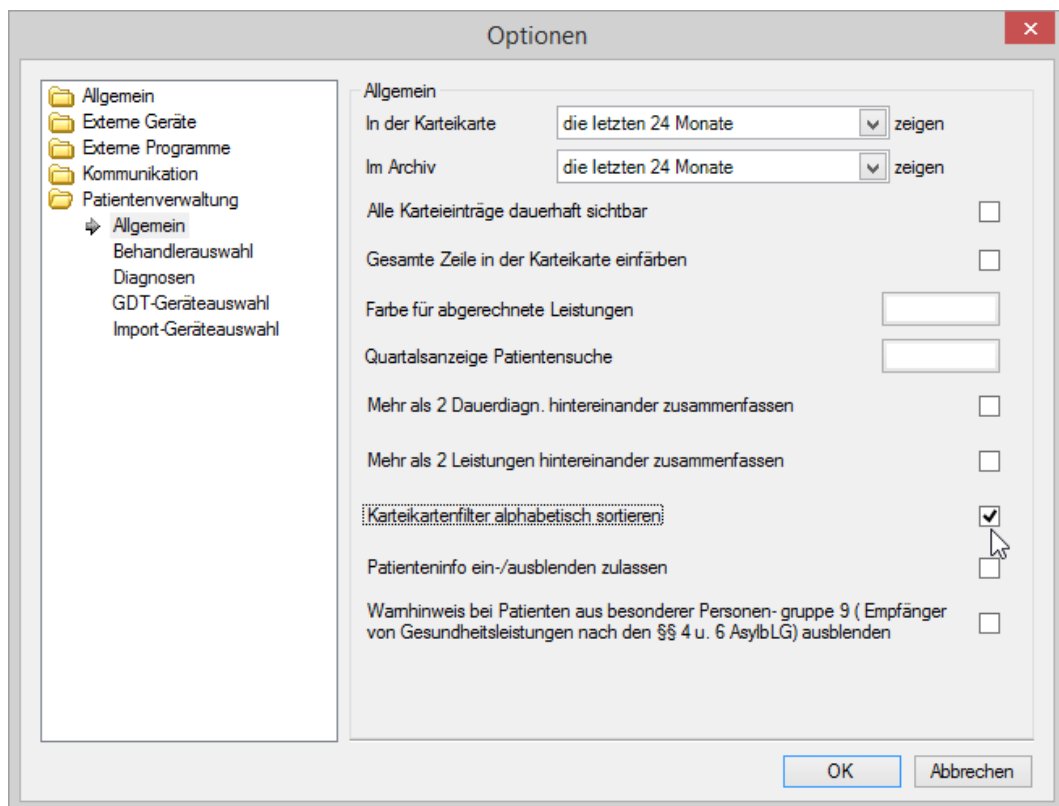 Optionen
Allgemein
Externe Geräte
Externe Programme
Kommunikation
Patientenverwaltung
Allgemein
Behandlerauswahl
Diagnosen
GDT-Geräteauswahl
Import-Geräteauswahl
Allgemein
In der Karteikarte die letzten 24 Monate zeigen
Im Archiv die letzten 24 Monate zeigen
Alle Karteieinträge dauerhaft sichtbar
Gesamte Zeile in der Karteikarte einfärben
Farbe für abgerechnete Leistungen
Quartalsanzeige Patientensuche
Mehr als 2 Dauerdiagn. hintereinander zusammenfassen
Mehr als 2 Leistungen hintereinander zusammenfassen
Karteikartenfilter alphabetisch sortieren
Patienteninfo ein-/ausblenden zulassen
Warnhinweis bei Patienten aus besonderer Personen- gruppe 9 ( Empfänger
von Gesundheitsleistungen nach den §§ 4 u. 6 AsylbLG) ausblenden
OK Abbrechen